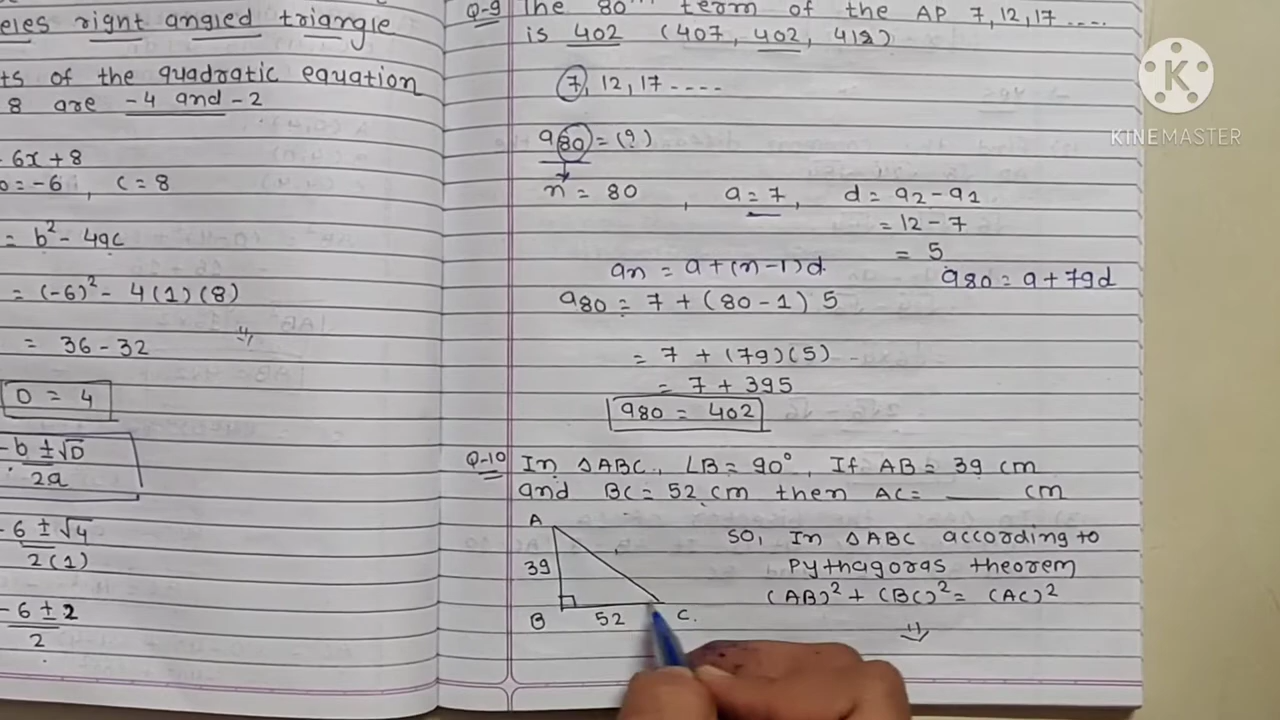 eles right angled triangle
ts of the quadratic equation
8 are -4 and -2
- 6x + 8
b = -6 , c = 8
= b² - 4ac
= (-6)² - 4(1)(8)
= 36 - 32
D = 4
-b ± √D
2a
-6 ± √4
2(1)
-6 ± 2
2
Q-9 The 80th term of the AP 7, 12, 17 ....
is 402 (407, 402, 412)
7, 12, 17 ----
a80 = (?)
n = 80 , a = 7 , d = a2 - a1
= 12 - 7
= 5
an = a + (n-1) d
a80 = a + 79d
a80 = 7 + (80 - 1) 5
= 7 + (79) (5)
= 7 + 395
a80 = 402
Q-10 In △ABC, ∠B = 90°, If AB = 39 cm
and BC = 52 cm then AC = ___ cm
A
39
B
52
C.
SO, In △ABC according to
Pythagoras theorem
(AB)² + (BC)² = (AC)²
K
KINEMASTER